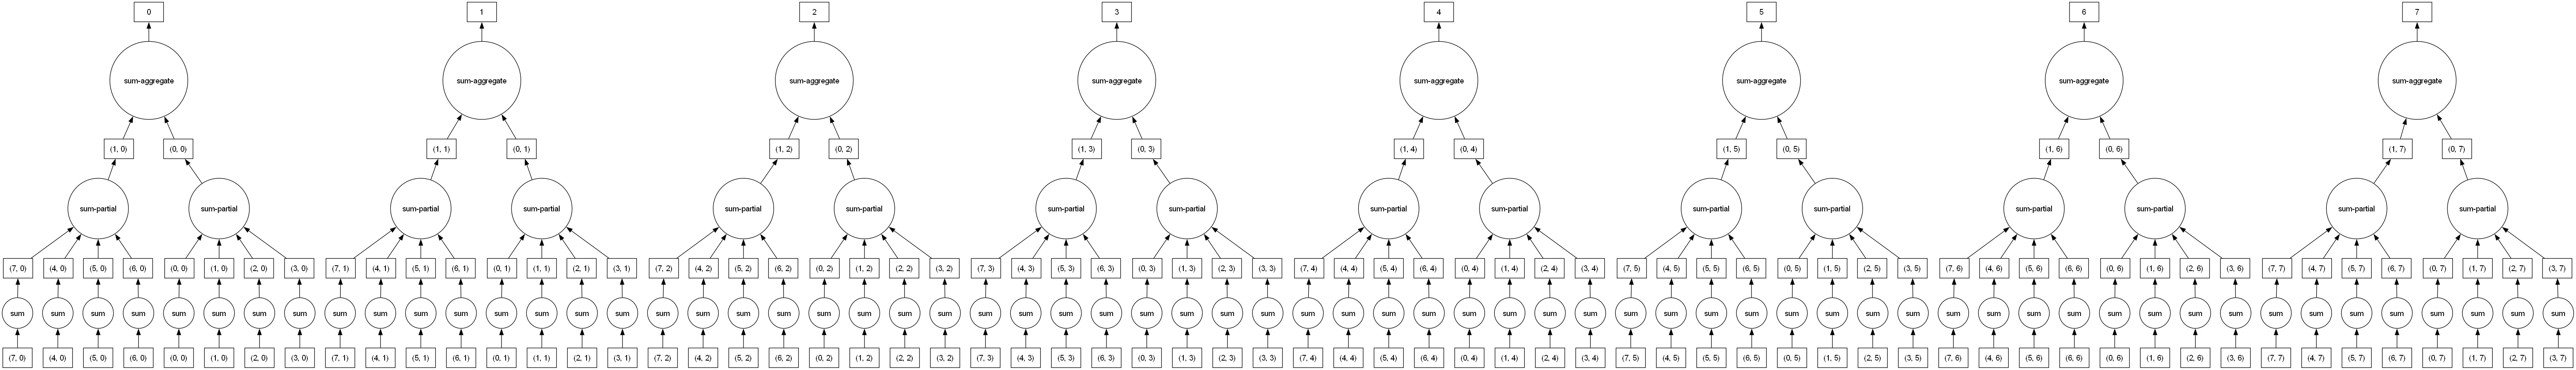 0 1 2 3 4 5 6 7
sum-aggregate sum-aggregate sum-aggregate sum-aggregate sum-aggregate sum-aggregate sum-aggregate sum-aggregate
(1, 0) (0, 0) (1, 1) (0, 1) (1, 2) (0, 2) (1, 3) (0, 3) (1, 4) (0, 4) (1, 5) (0, 5) (1, 6) (0, 6) (1, 7) (0, 7)
sum-partial sum-partial sum-partial sum-partial sum-partial sum-partial sum-partial sum-partial sum-partial sum-partial sum-partial sum-partial sum-partial sum-partial sum-partial sum-partial
(7, 0) (4, 0) (5, 0) (6, 0) (0, 0) (1, 0) (2, 0) (3, 0) (7, 1) (4, 1) (5, 1) (6, 1) (0, 1) (1, 1) (2, 1) (3, 1) (7, 2) (4, 2) (5, 2) (6, 2) (0, 2) (1, 2) (2, 2) (3, 2) (7, 3) (4, 3) (5, 3) (6, 3) (0, 3) (1, 3) (2, 3) (3, 3) (7, 4) (4, 4) (5, 4) (6, 4) (0, 4) (1, 4) (2, 4) (3, 4) (7, 5) (4, 5) (5, 5) (6, 5) (0, 5) (1, 5) (2, 5) (3, 5) (7, 6) (4, 6) (5, 6) (6, 6) (0, 6) (1, 6) (2, 6) (3, 6) (7, 7) (4, 7) (5, 7) (6, 7) (0, 7) (1, 7) (2, 7) (3, 7)
sum sum sum sum sum sum sum sum sum sum sum sum sum sum sum sum sum sum sum sum sum sum sum sum sum sum sum sum sum sum sum sum sum sum sum sum sum sum sum sum sum sum sum sum sum sum sum sum sum sum sum sum sum sum sum sum sum sum sum sum sum sum sum sum
(7, 0) (4, 0) (5, 0) (6, 0) (0, 0) (1, 0) (2, 0) (3, 0) (7, 1) (4, 1) (5, 1) (6, 1) (0, 1) (1, 1) (2, 1) (3, 1) (7, 2) (4, 2) (5, 2) (6, 2) (0, 2) (1, 2) (2, 2) (3, 2) (7, 3) (4, 3) (5, 3) (6, 3) (0, 3) (1, 3) (2, 3) (3, 3) (7, 4) (4, 4) (5, 4) (6, 4) (0, 4) (1, 4) (2, 4) (3, 4) (7, 5) (4, 5) (5, 5) (6, 5) (0, 5) (1, 5) (2, 5) (3, 5) (7, 6) (4, 6) (5, 6) (6, 6) (0, 6) (1, 6) (2, 6) (3, 6) (7, 7) (4, 7) (5, 7) (6, 7) (0, 7) (1, 7) (2, 7) (3, 7)